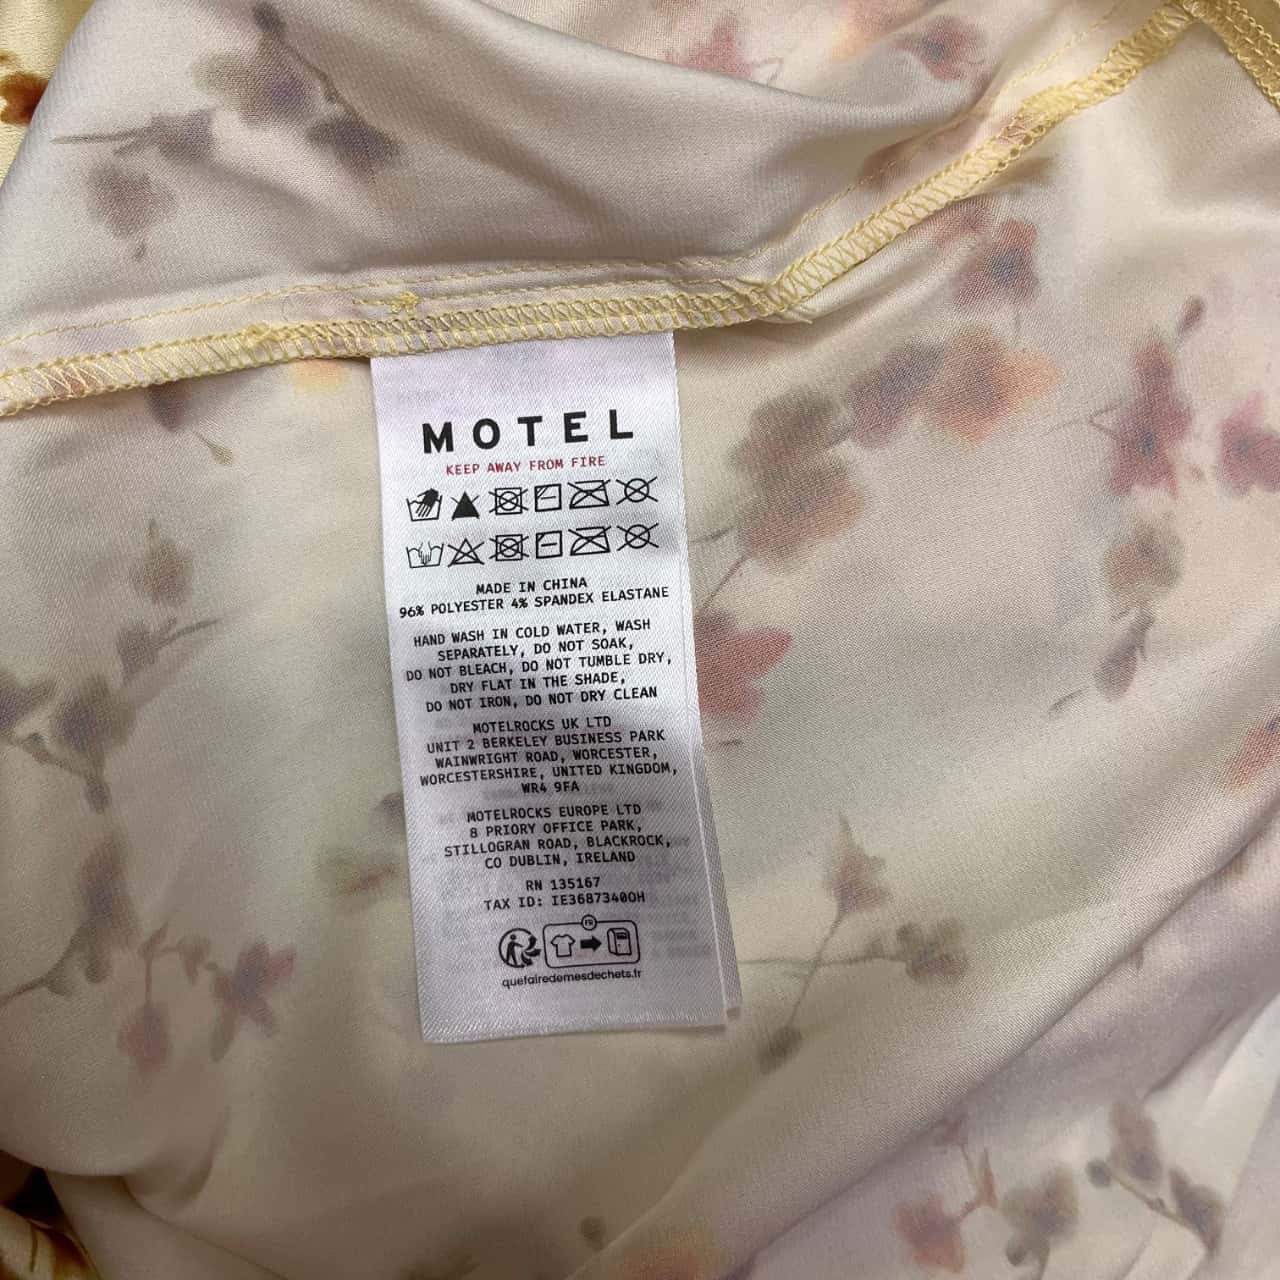 MOTEL
KEEP AWAY FROM FIRE
MADE IN CHINA
96% POLYESTER 4% SPANDEX ELASTANE
HAND WASH IN COLD WATER, WASH
SEPARATELY, DO NOT SOAK,
DO NOT BLEACH, DO NOT TUMBLE DRY,
DRY FLAT IN THE SHADE,
DO NOT IRON, DO NOT DRY CLEAN
MOTELROCKS UK LTD
UNIT 2 BERKELEY BUSINESS PARK
WAINWRIGHT ROAD, WORCESTER,
WORCESTERSHIRE, UNITED KINGDOM,
WR4 9FA
MOTELROCKS EUROPE LTD
8 PRIORY OFFICE PARK,
STILLOGRAN ROAD, BLACKROCK,
CO DUBLIN, IRELAND
RN 135167
TAX ID: IE3687340OH
FR
quefairedemesdechets.fr